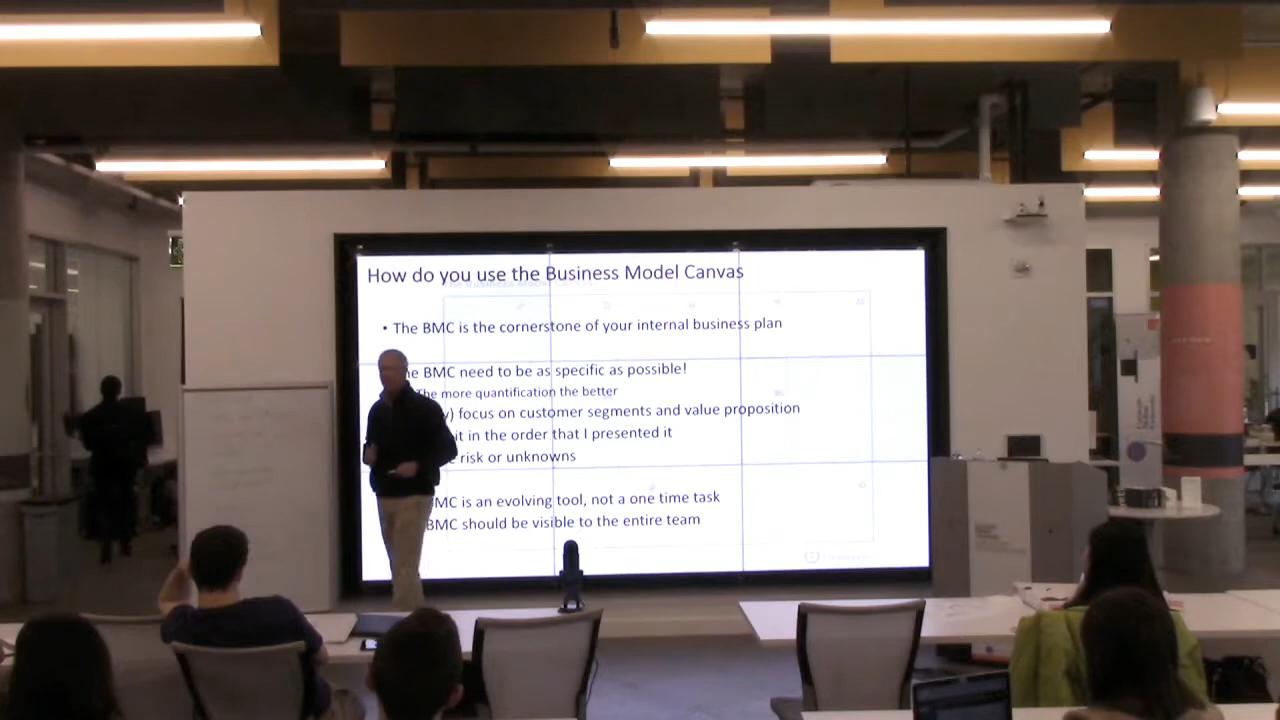 How do you use the Business Model Canvas
• The BMC is the cornerstone of your internal business plan
BMC need to be as specific as possible!
The more quantification the better
focus on customer segments and value proposition
it in the order that I presented it
risk or unknowns
BMC is an evolving tool, not a one time task
BMC should be visible to the entire team